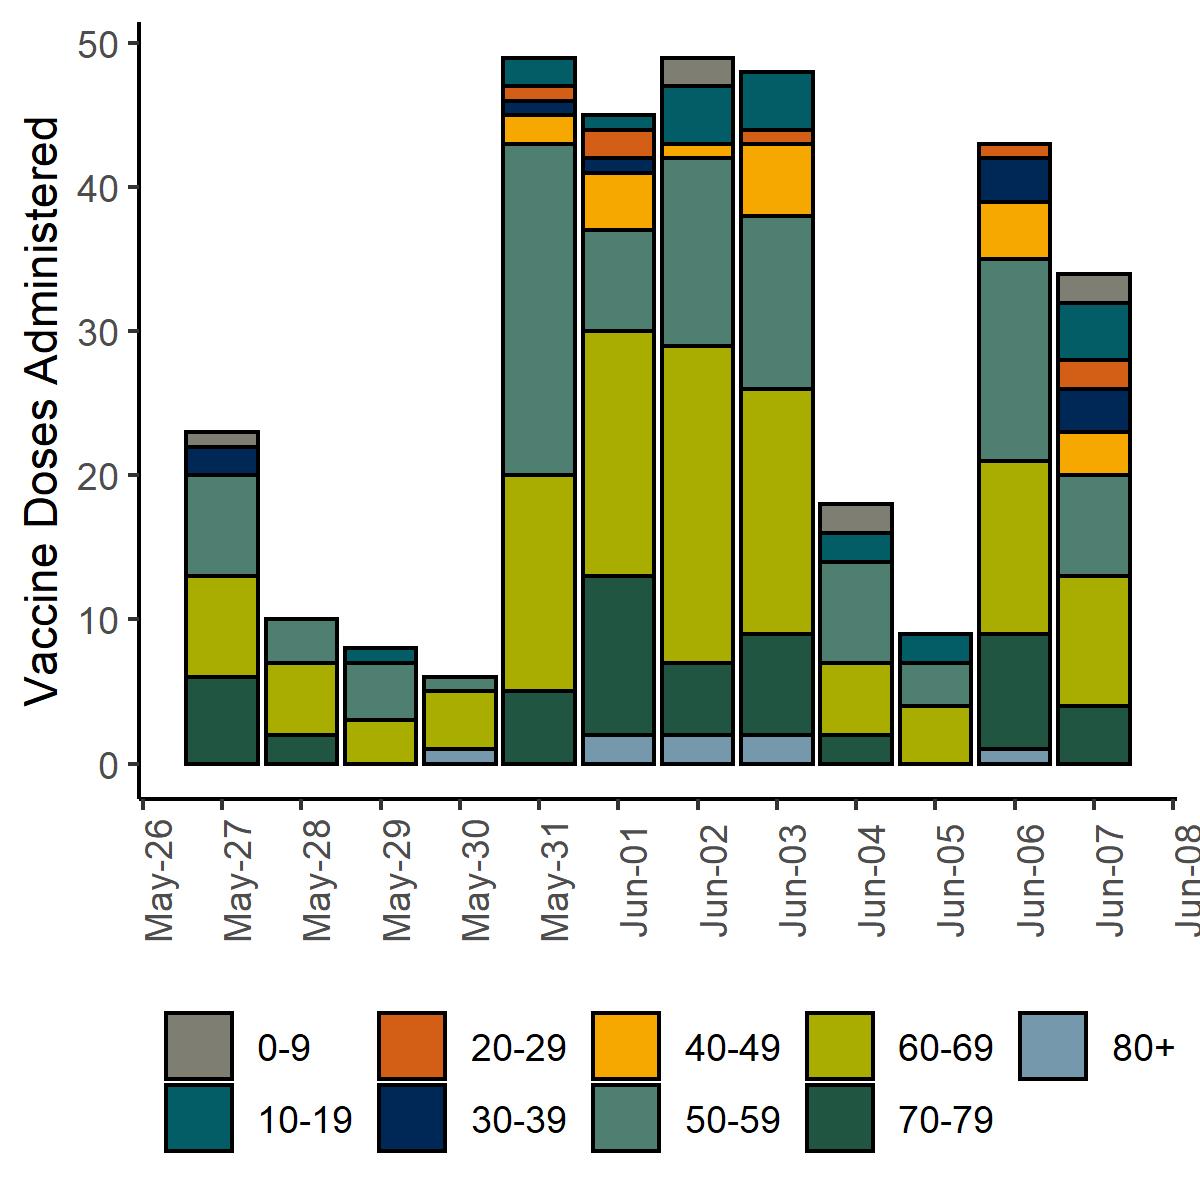 Vaccine Doses Administered
50
40
30
20
10
0
May-26
May-27
May-28
May-29
May-30
May-31
Jun-01
Jun-02
Jun-03
Jun-04
Jun-05
Jun-06
Jun-07
Jun-08
0-9 20-29 40-49 60-69 80+
10-19 30-39 50-59 70-79